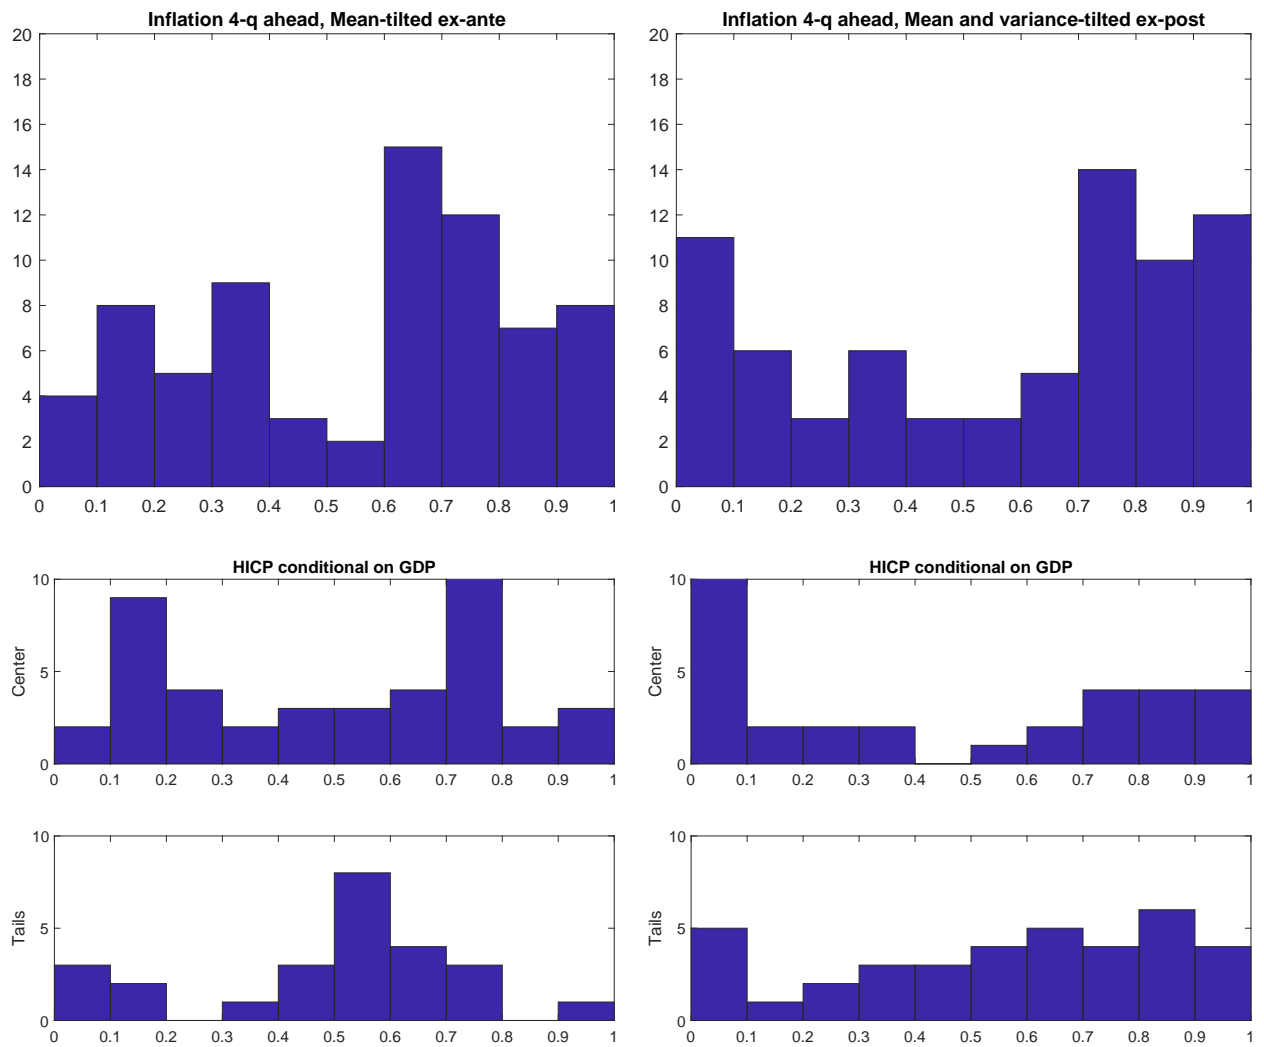 Inflation 4-q ahead, Mean-tilted ex-ante
20
18
16
14
12
10
8
6
4
2
0
0 0.1 0.2 0.3 0.4 0.5 0.6 0.7 0.8 0.9 1
Inflation 4-q ahead, Mean and variance-tilted ex-post
20
18
16
14
12
10
8
6
4
2
0
0 0.1 0.2 0.3 0.4 0.5 0.6 0.7 0.8 0.9 1
HICP conditional on GDP
Center
10
5
0
0 0.1 0.2 0.3 0.4 0.5 0.6 0.7 0.8 0.9 1
HICP conditional on GDP
Center
10
5
0
0 0.1 0.2 0.3 0.4 0.5 0.6 0.7 0.8 0.9 1
Tails
10
5
0
0 0.1 0.2 0.3 0.4 0.5 0.6 0.7 0.8 0.9 1
Tails
10
5
0
0 0.1 0.2 0.3 0.4 0.5 0.6 0.7 0.8 0.9 1